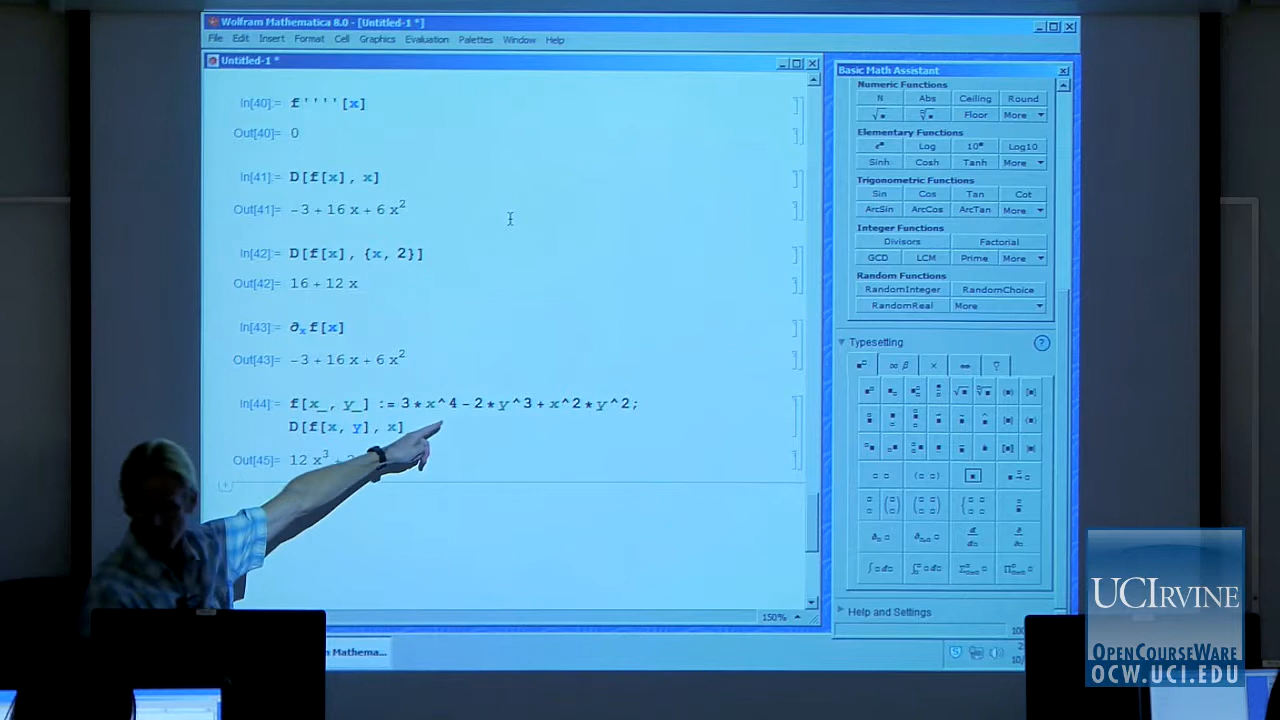 Wolfram Mathematica 8.0 - [Untitled-1 *]
File Edit Insert Format Cell Graphics Evaluation Palettes Window Help
Untitled-1 *
In[40]:= f''''[x]
Out[40]= 0
In[41]:= D[f[x], x]
Out[41]= -3 + 16 x + 6 x²
In[42]:= D[f[x], {x, 2}]
Out[42]= 16 + 12 x
In[43]:= ∂ₓf[x]
Out[43]= -3 + 16 x + 6 x²
In[44]:= f[x_, y_] := 3*x^4-2*y^3+x^2*y^2;
D[f[x, y], x]
Out[45]= 12 x³ +
150%
Basic Math Assistant
Numeric Functions
N Abs Ceiling Round
Floor More
Elementary Functions
Log Log10
Sinh Cosh Tanh More
Trigonometric Functions
Sin Cos Tan Cot
ArcSin ArcCos ArcTan More
Integer Functions
Divisors Factorial
GCD LCM Prime More
Random Functions
RandomInteger RandomChoice
RandomReal More
Typesetting
Help and Settings
Mathema...
UCIRVINE
OPENCOURSEWARE
OCW.UCI.EDU